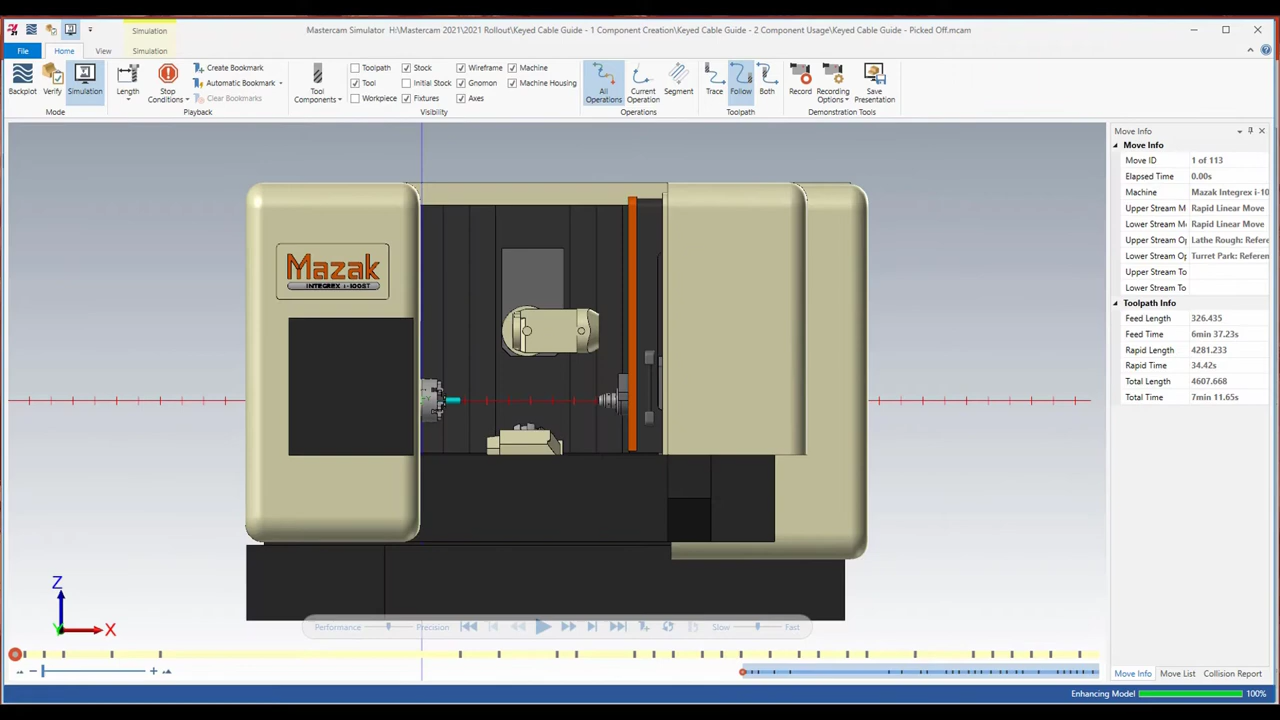 Simulation
Mastercam Simulator H:\Mastercam 2021\2021 Rollout\Keyed Cable Guide - 1 Component Creation\Keyed Cable Guide - 2 Component Usage\Keyed Cable Guide - Picked Off.mcam
File Home View Simulation
Backplot Verify Simulation
Mode
Length Stop Conditions
Create Bookmark
Automatic Bookmark
Clear Bookmarks
Playback
Tool Components
Toolpath Stock Wireframe Machine
Tool Initial Stock Gnomon Machine Housing
Workpiece Fixtures Axes
Visibility
All Operations Current Operation Segment
Operations
Trace Follow Both
Toolpath
Record Recording Options Save Presentation
Demonstration Tools
Mazak
INTEGREX i-100ST
Z
Y
X
Performance Precision Slow Fast
Move Info
Move Info
Move ID 1 of 113
Elapsed Time 0.00s
Machine Mazak Integrex i-10
Upper Stream M Rapid Linear Move
Lower Stream M Rapid Linear Move
Upper Stream Op Lathe Rough: Refere
Lower Stream Op Turret Park: Referen
Upper Stream To
Lower Stream To
Toolpath Info
Feed Length 326.435
Feed Time 6min 37.23s
Rapid Length 4281.233
Rapid Time 34.42s
Total Length 4607.668
Total Time 7min 11.65s
Move Info Move List Collision Report
Enhancing Model 100%